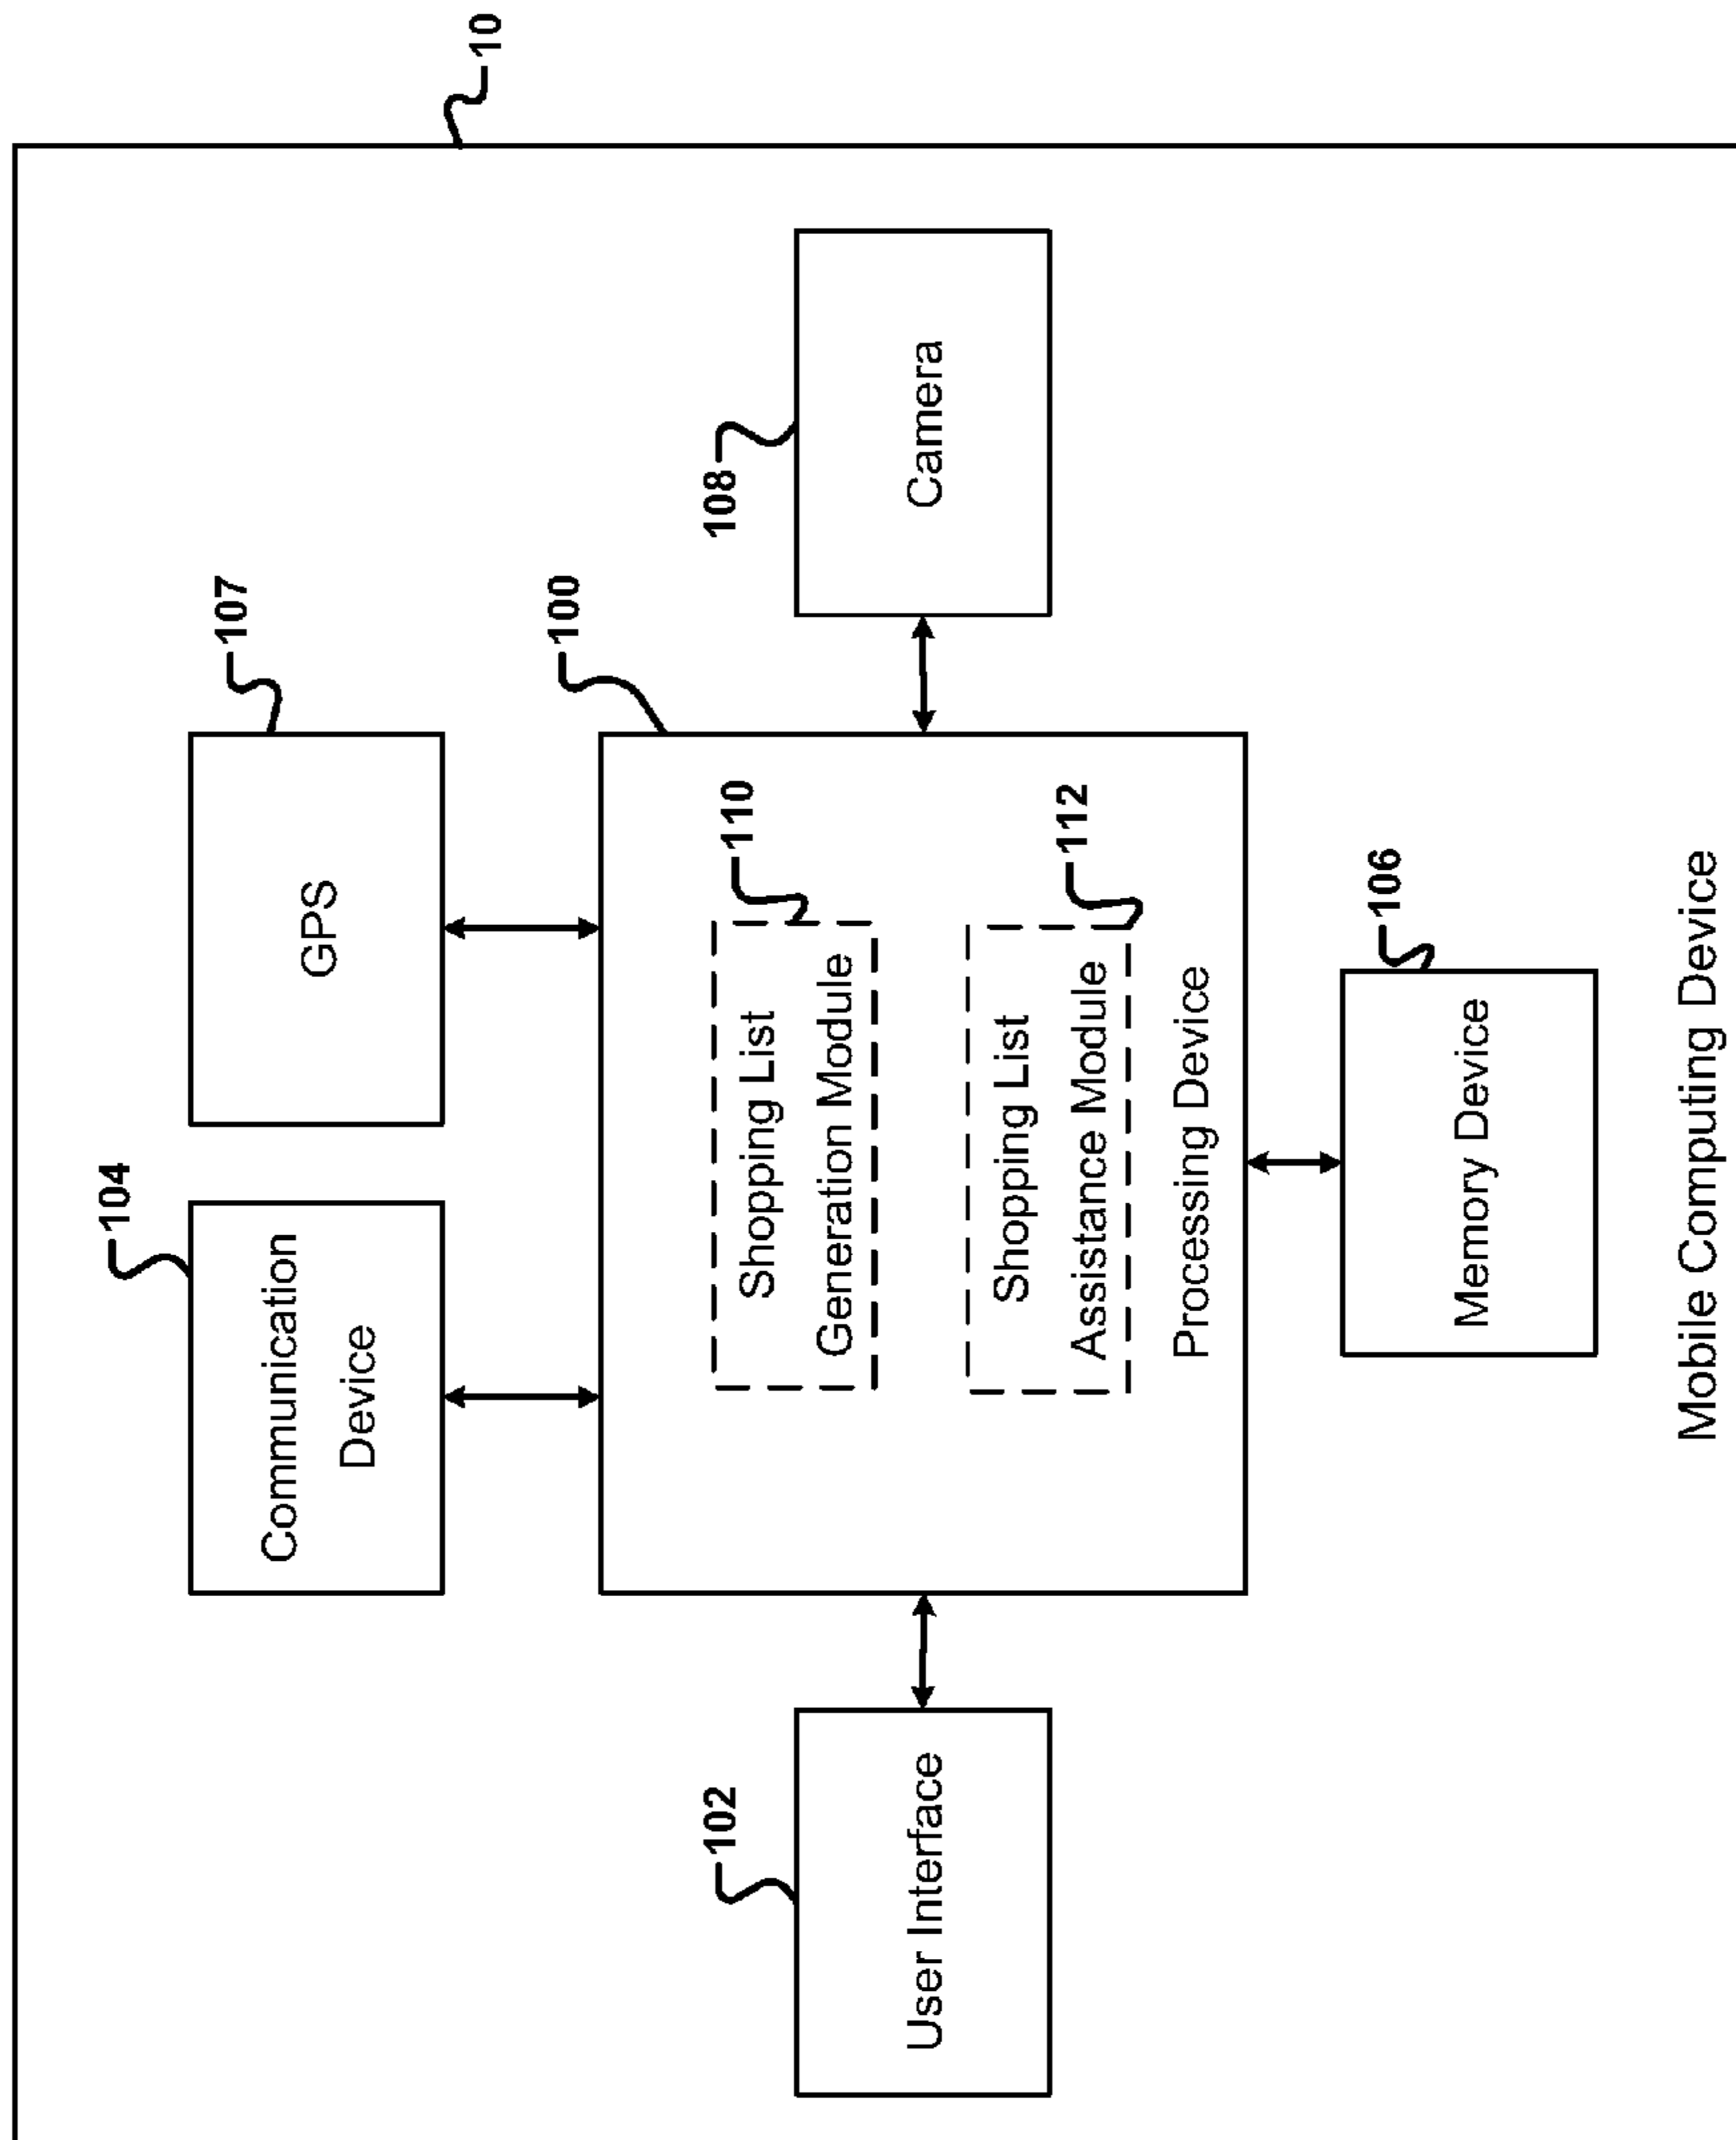 10
104
Communication
Device
107
GPS
100
102
User Interface
110
Shopping List
Generation Module
112
Shopping List
Assistance Module
Processing Device
108
Camera
106
Memory Device
Mobile Computing Device